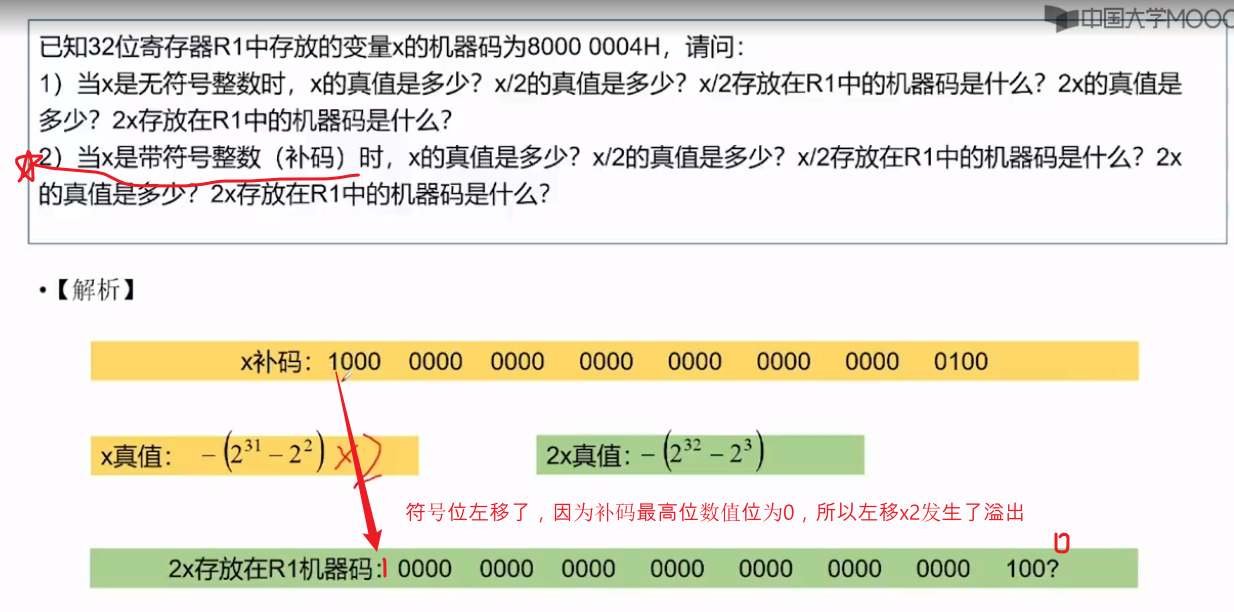 中国大学MOOC
已知32位寄存器R1中存放的变量x的机器码为8000 0004H，请问：
1）当x是无符号整数时，x的真值是多少？x/2的真值是多少？x/2存放在R1中的机器码是什么？2x的真值是
多少？2x存放在R1中的机器码是什么？
2）当x是带符号整数（补码）时，x的真值是多少？x/2的真值是多少？x/2存放在R1中的机器码是什么？2x
的真值是多少？2x存放在R1中的机器码是什么？
•【解析】
x补码：1000 0000 0000 0000 0000 0000 0000 0100
x真值： −(2^31 − 2^2) x2
2x真值：−(2^32 − 2^3)
符号位左移了，因为补码最高位数值位为0，所以左移x2发生了溢出
0
2x存放在R1机器码:1 0000 0000 0000 0000 0000 0000 0000 100?